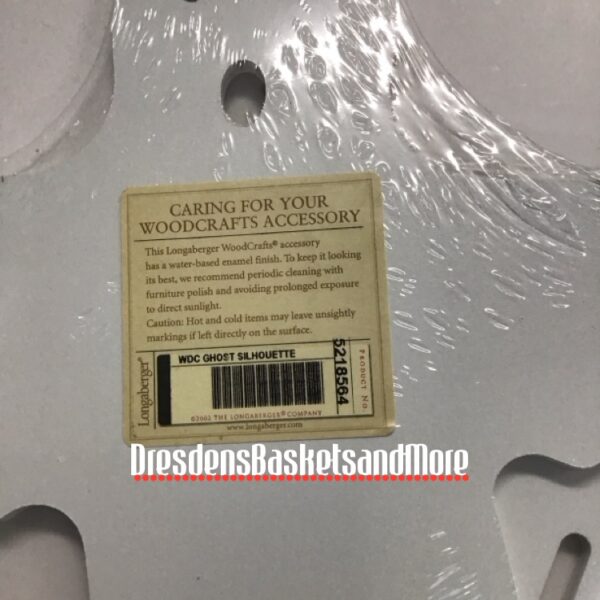 CARING FOR YOUR
WOODCRAFTS ACCESSORY
This Longaberger WoodCrafts® accessory
has a water-based enamel finish. To keep it looking
its best, we recommend periodic cleaning with
furniture polish and avoiding prolonged exposure
to direct sunlight.
Caution: Hot and cold items may leave unsightly
markings if left directly on the surface.
Longaberger®
WDC GHOST SILHOUETTE
5218564
PRODUCT No.
©2002 THE LONGABERGER® COMPANY
www.longaberger.com
DresdensBasketsandMore